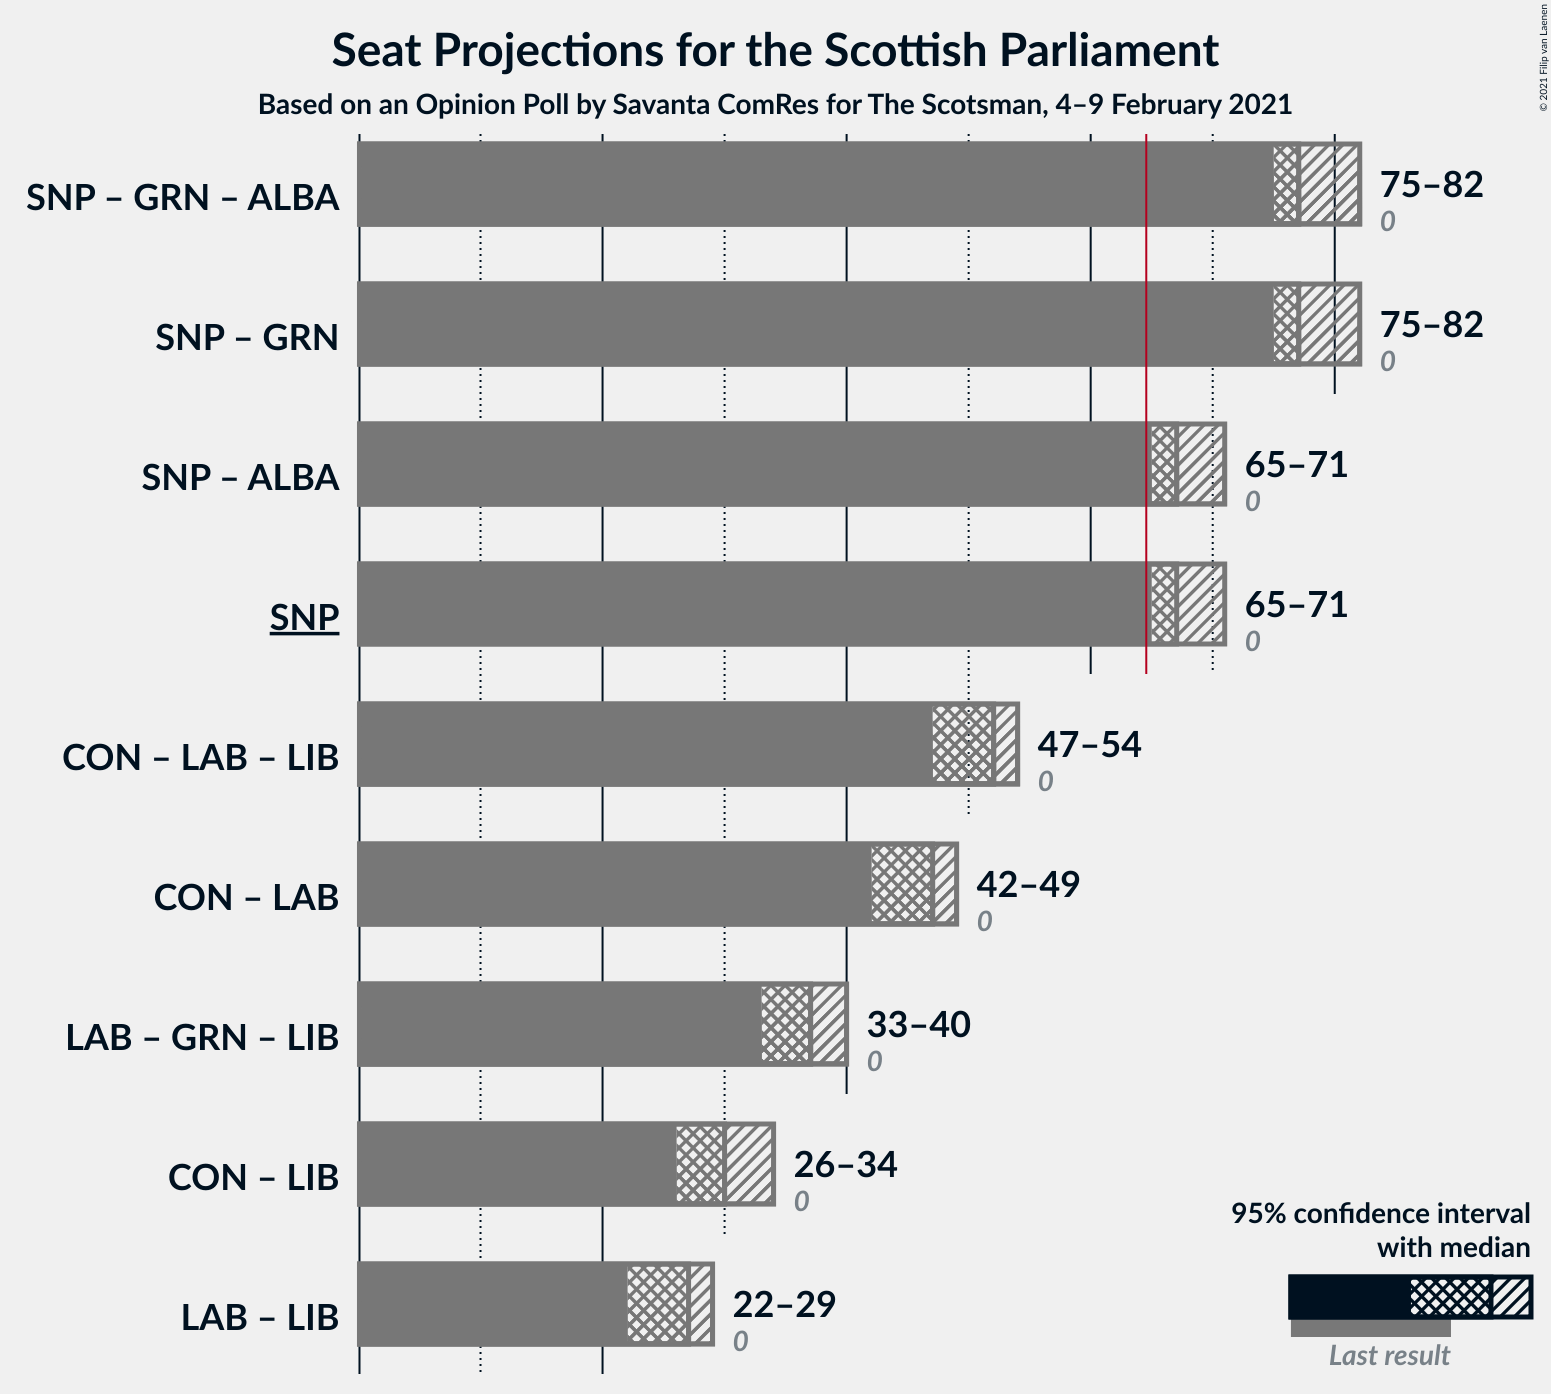 Seat Projections for the Scottish Parliament
Based on an Opinion Poll by Savanta ComRes for The Scotsman, 4–9 February 2021
© 2021 Filip van Laenen
SNP – GRN – ALBA
75–82
0
SNP – GRN
75–82
0
SNP – ALBA
65–71
0
SNP
65–71
0
CON – LAB – LIB
47–54
0
CON – LAB
42–49
0
LAB – GRN – LIB
33–40
0
CON – LIB
26–34
0
LAB – LIB
22–29
0
95% confidence interval
with median
Last result